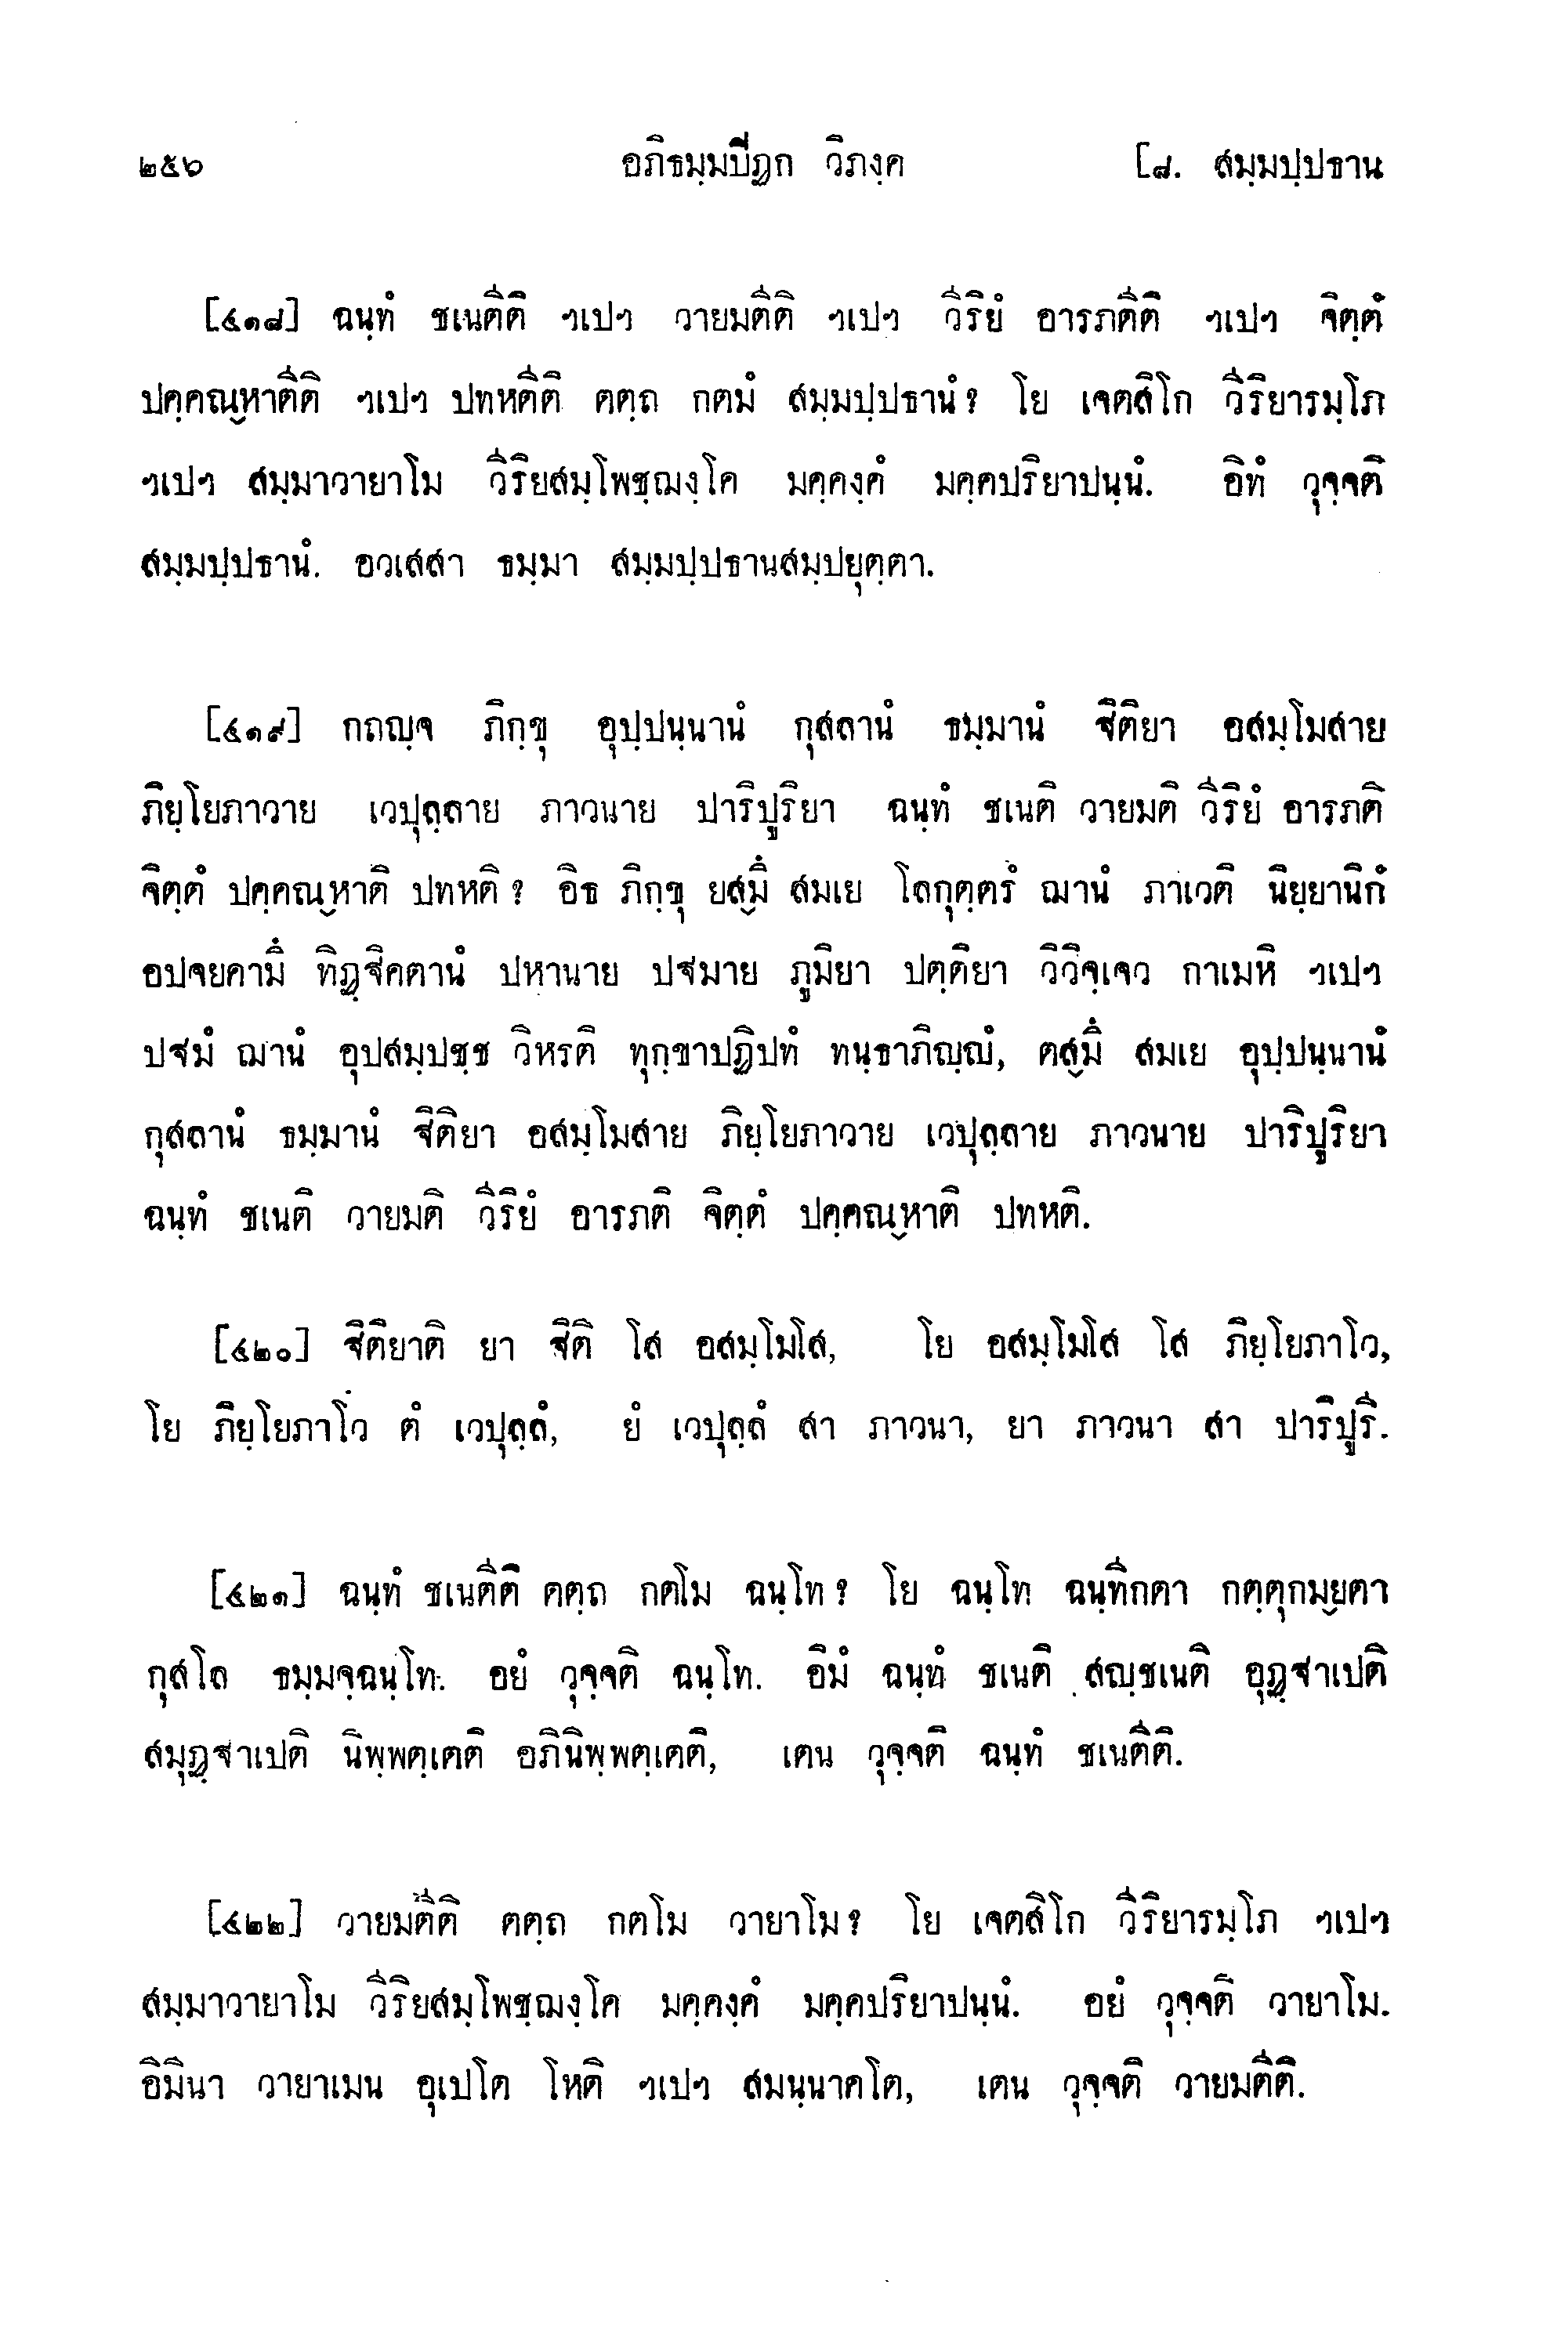 ๒๕๖ อภิธมฺมบีฏก วิภงฺค [๘. สมฺมปฺปธาน
[๔๑๘] ฉนฺทํ ชเนตีติ ฯเปฯ วายมตีติ ฯเปฯ วีริยํ อารภตีติ ฯเปฯ จิตฺตํ
ปคฺคณ๎หาตีติ ฯเปฯ ปทหตีติ ตตฺถ กตมํ สมฺมปฺปธานํ? โย เจตสิโก วีริยารมฺโภ
ฯเปฯ สมฺมาวายาโม วีริยสมฺโพชฺฌงฺโค มคฺคงฺคํ มคฺคปริยาปนฺนํ. อิทํ วุจฺจติ
สมฺมปฺปธานํ. อวเสสา ธมฺมา สมฺมปฺปธานสมฺปยุตฺตา.
[๔๑๙] กถญฺจ ภิกฺขุ อุปฺปนฺนานํ กุสลานํ ธมฺมานํ ฐิติยา อสมฺโมสาย
ภิยฺโยภาวาย เวปุลฺลาย ภาวนาย ปาริปูริยา ฉนฺทํ ชเนติ วายมติ วีริยํ อารภติ
จิตฺตํ ปคฺคณ๎หาติ ปทหติ? อิธ ภิกฺขุ ยส๎มึ สมเย โลกุตฺตรํ ฌานํ ภาเวติ นิยฺยานิกํ
อปจยคามึ ทิฏฺฐิคตานํ ปหานาย ปฐมาย ภูมิยา ปตฺติยา วิวิจฺเจว กาเมหิ ฯเปฯ
ปฐมํ ฌานํ อุปสมฺปชฺช วิหรติ ทุกฺขาปฏิปทํ ทนฺธาภิญฺญํ, ตส๎มึ สมเย อุปฺปนฺนานํ
กุสลานํ ธมฺมานํ ฐิติยา อสมฺโมสาย ภิยฺโยภาวาย เวปุลฺลาย ภาวนาย ปาริปูริยา
ฉนฺทํ ชเนติ วายมติ วีริยํ อารภติ จิตฺตํ ปคฺคณ๎หาติ ปทหติ.
[๔๒๐] ฐิติยาติ ยา ฐิติ โส อสมฺโมโส, โย อสมฺโมโส โส ภิยฺโยภาโว,
โย ภิยฺโยภาโว ตํ เวปุลฺลํ, ยํ เวปุลฺลํ สา ภาวนา, ยา ภาวนา สา ปาริปูรี.
[๔๒๑] ฉนฺทํ ชเนตีติ ตตฺถ กตโม ฉนฺโท? โย ฉนฺโท ฉนฺทีกตา กตฺตุกม๎ยตา
กุสโล ธมฺมจฺฉนฺโท. อยํ วุจฺจติ ฉนฺโท. อิมํ ฉนฺทํ ชเนติ สญฺชเนติ อุฏฺฐาเปติ
สมุฏฺฐาเปติ นิพฺพตฺเตติ อภินิพฺพตฺเตติ, เตน วุจฺจติ ฉนฺทํ ชเนตีติ.
[๔๒๒] วายมตีติ ตตฺถ กตโม วายาโม? โย เจตสิโก วีริยารมฺโภ ฯเปฯ
สมฺมาวายาโม วีริยสมฺโพชฺฌงฺโค มคฺคงฺคํ มคฺคปริยาปนฺนํ. อยํ วุจฺจติ วายาโม.
อิมินา วายาเมน อุเปโต โหติ ฯเปฯ สมนฺนาคโต, เตน วุจฺจติ วายมตีติ.